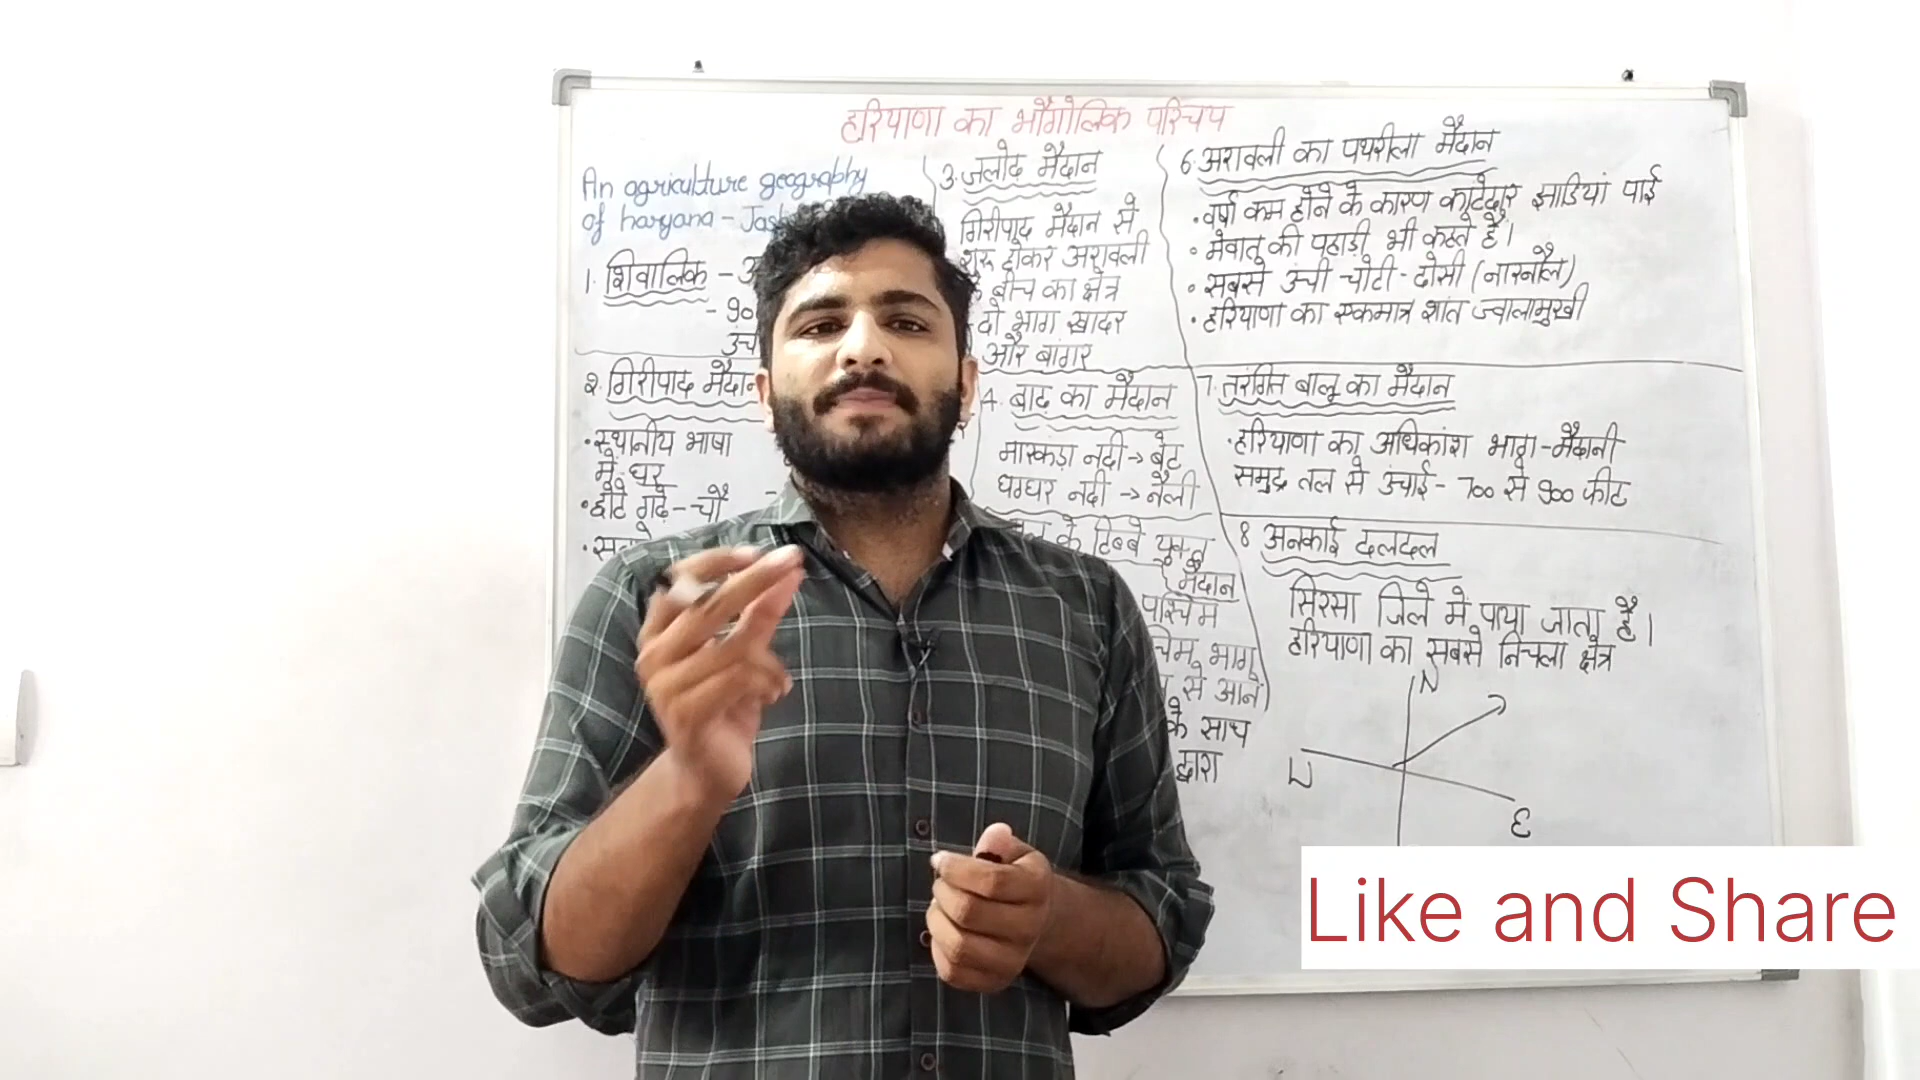 हरियाणा का भौगोलिक परिचय
An agriculture geography
of haryana - Jasb
1. शिवालिक -
- 90
2. गिरीपाद मैदान
• स्थानीय भाषा
में - घर
• छोटे गढ़े - चौ
3. जलोढ मैदान
गिरीपाद मैदान से
शुरू होकर अरावली
के बीच का क्षेत्र
दो भाग खादर
और बांगर
4. बाढ़ का मैदान
मारकंडा नदी → बेट
घग्घर नदी → नैली
के टिब्बे युक्त
मैदान
पश्चिम
भाग
से आने
के साथ
द्वारा
6. अरावली का पथरीला मैदान
• वर्षा कम होने के कारण कांटेदार झाडियां पाई
• मेवात की पहाड़ी भी कहते है।
• सबसे उंची चोटी - ढोसी (नारनौल)
• हरियाणा का एकमात्र शांत ज्वालामुखी
7. तरंगित बालू का मैदान
• हरियाणा का अधिकांश भाग - मैदानी
समुद्र तल से उंचाई - 700 से 900 फीट
8 अनकाई दलदल
सिरसा जिले में पाया जाता है।
हरियाणा का सबसे निचला क्षेत्र
N
W
E
Like and Share